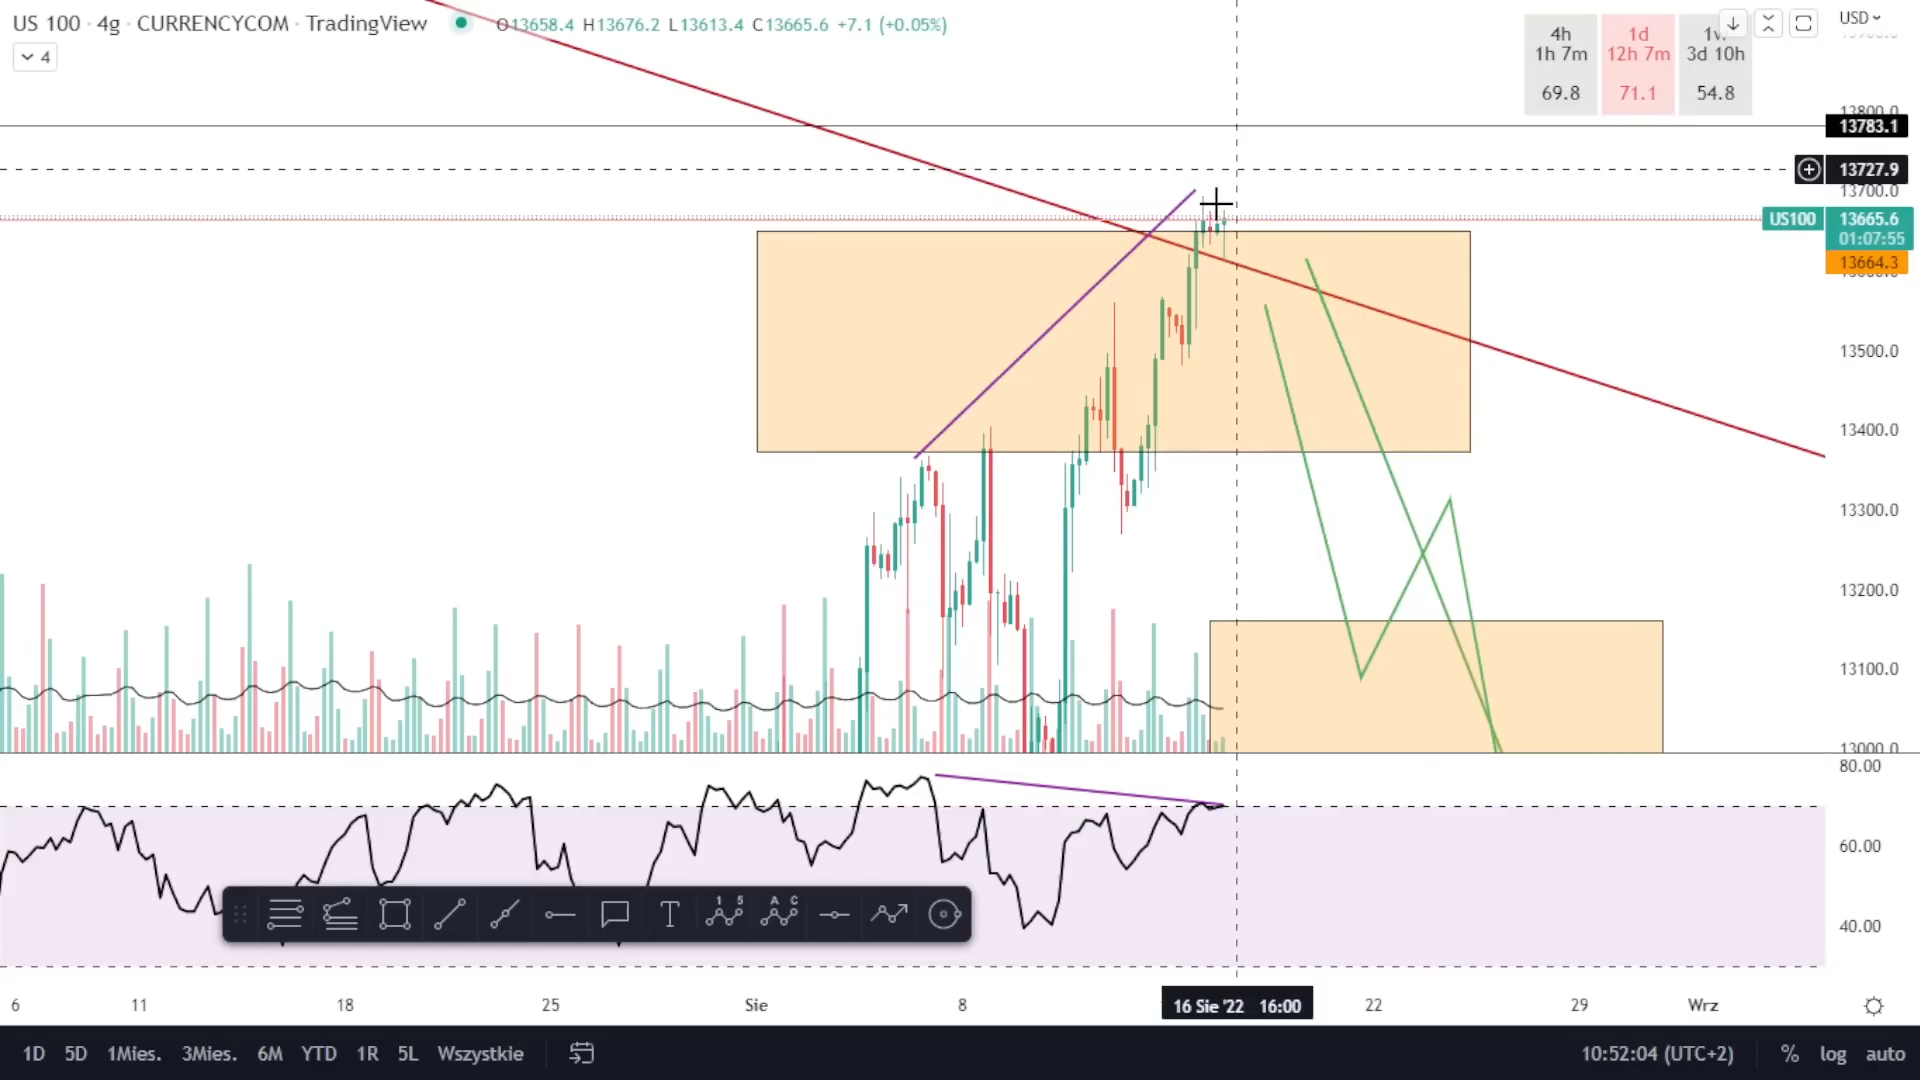 US 100 · 4g · CURRENCYCOM · TradingView
O13658.4 H13676.2 L13613.4 C13665.6 +7.1 (+0.05%)
4
4h
1h 7m
69.8
1d
12h 7m
71.1
3d 10h
54.8
USD
13800.0
13783.1
13727.9
13700.0
US100
13665.6
01:07:55
13664.3
13500.0
13400.0
13300.0
13200.0
13100.0
13000.0
80.00
60.00
40.00
T
1 5
A C
6
11
18
25
Sie
8
16 Sie '22 16:00
22
29
Wrz
1D 5D 1Mies. 3Mies. 6M YTD 1R 5L Wszystkie
10:52:04 (UTC+2)
% log auto